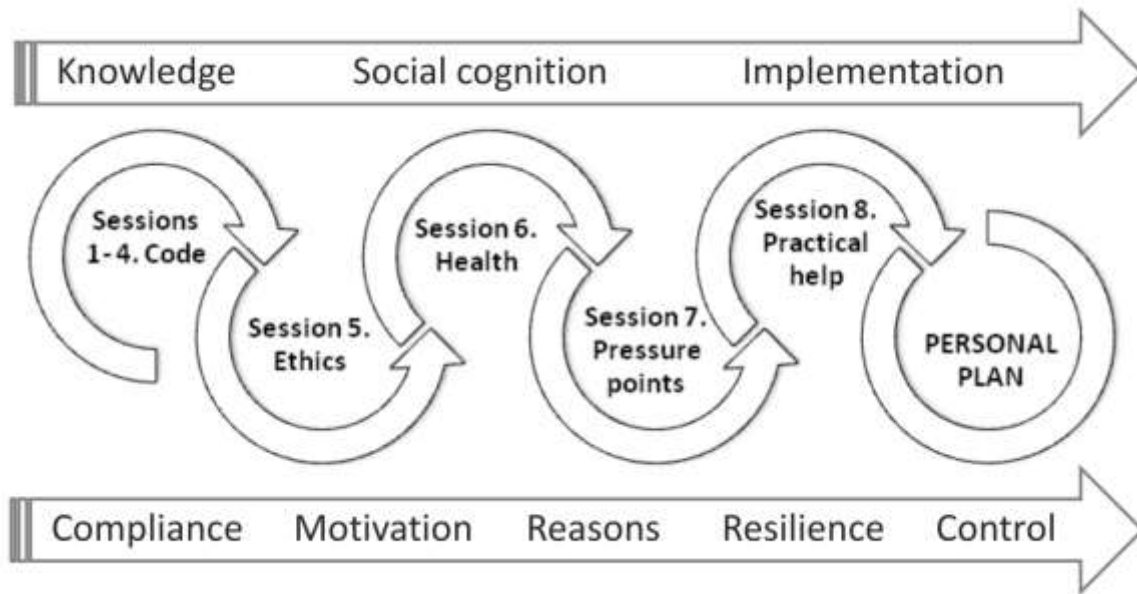 Knowledge Social cognition Implementation
Sessions
1-4. Code
Session 5.
Ethics
Session 6.
Health
Session 7.
Pressure
points
Session 8.
Practical
help
PERSONAL
PLAN
Compliance Motivation Reasons Resilience Control